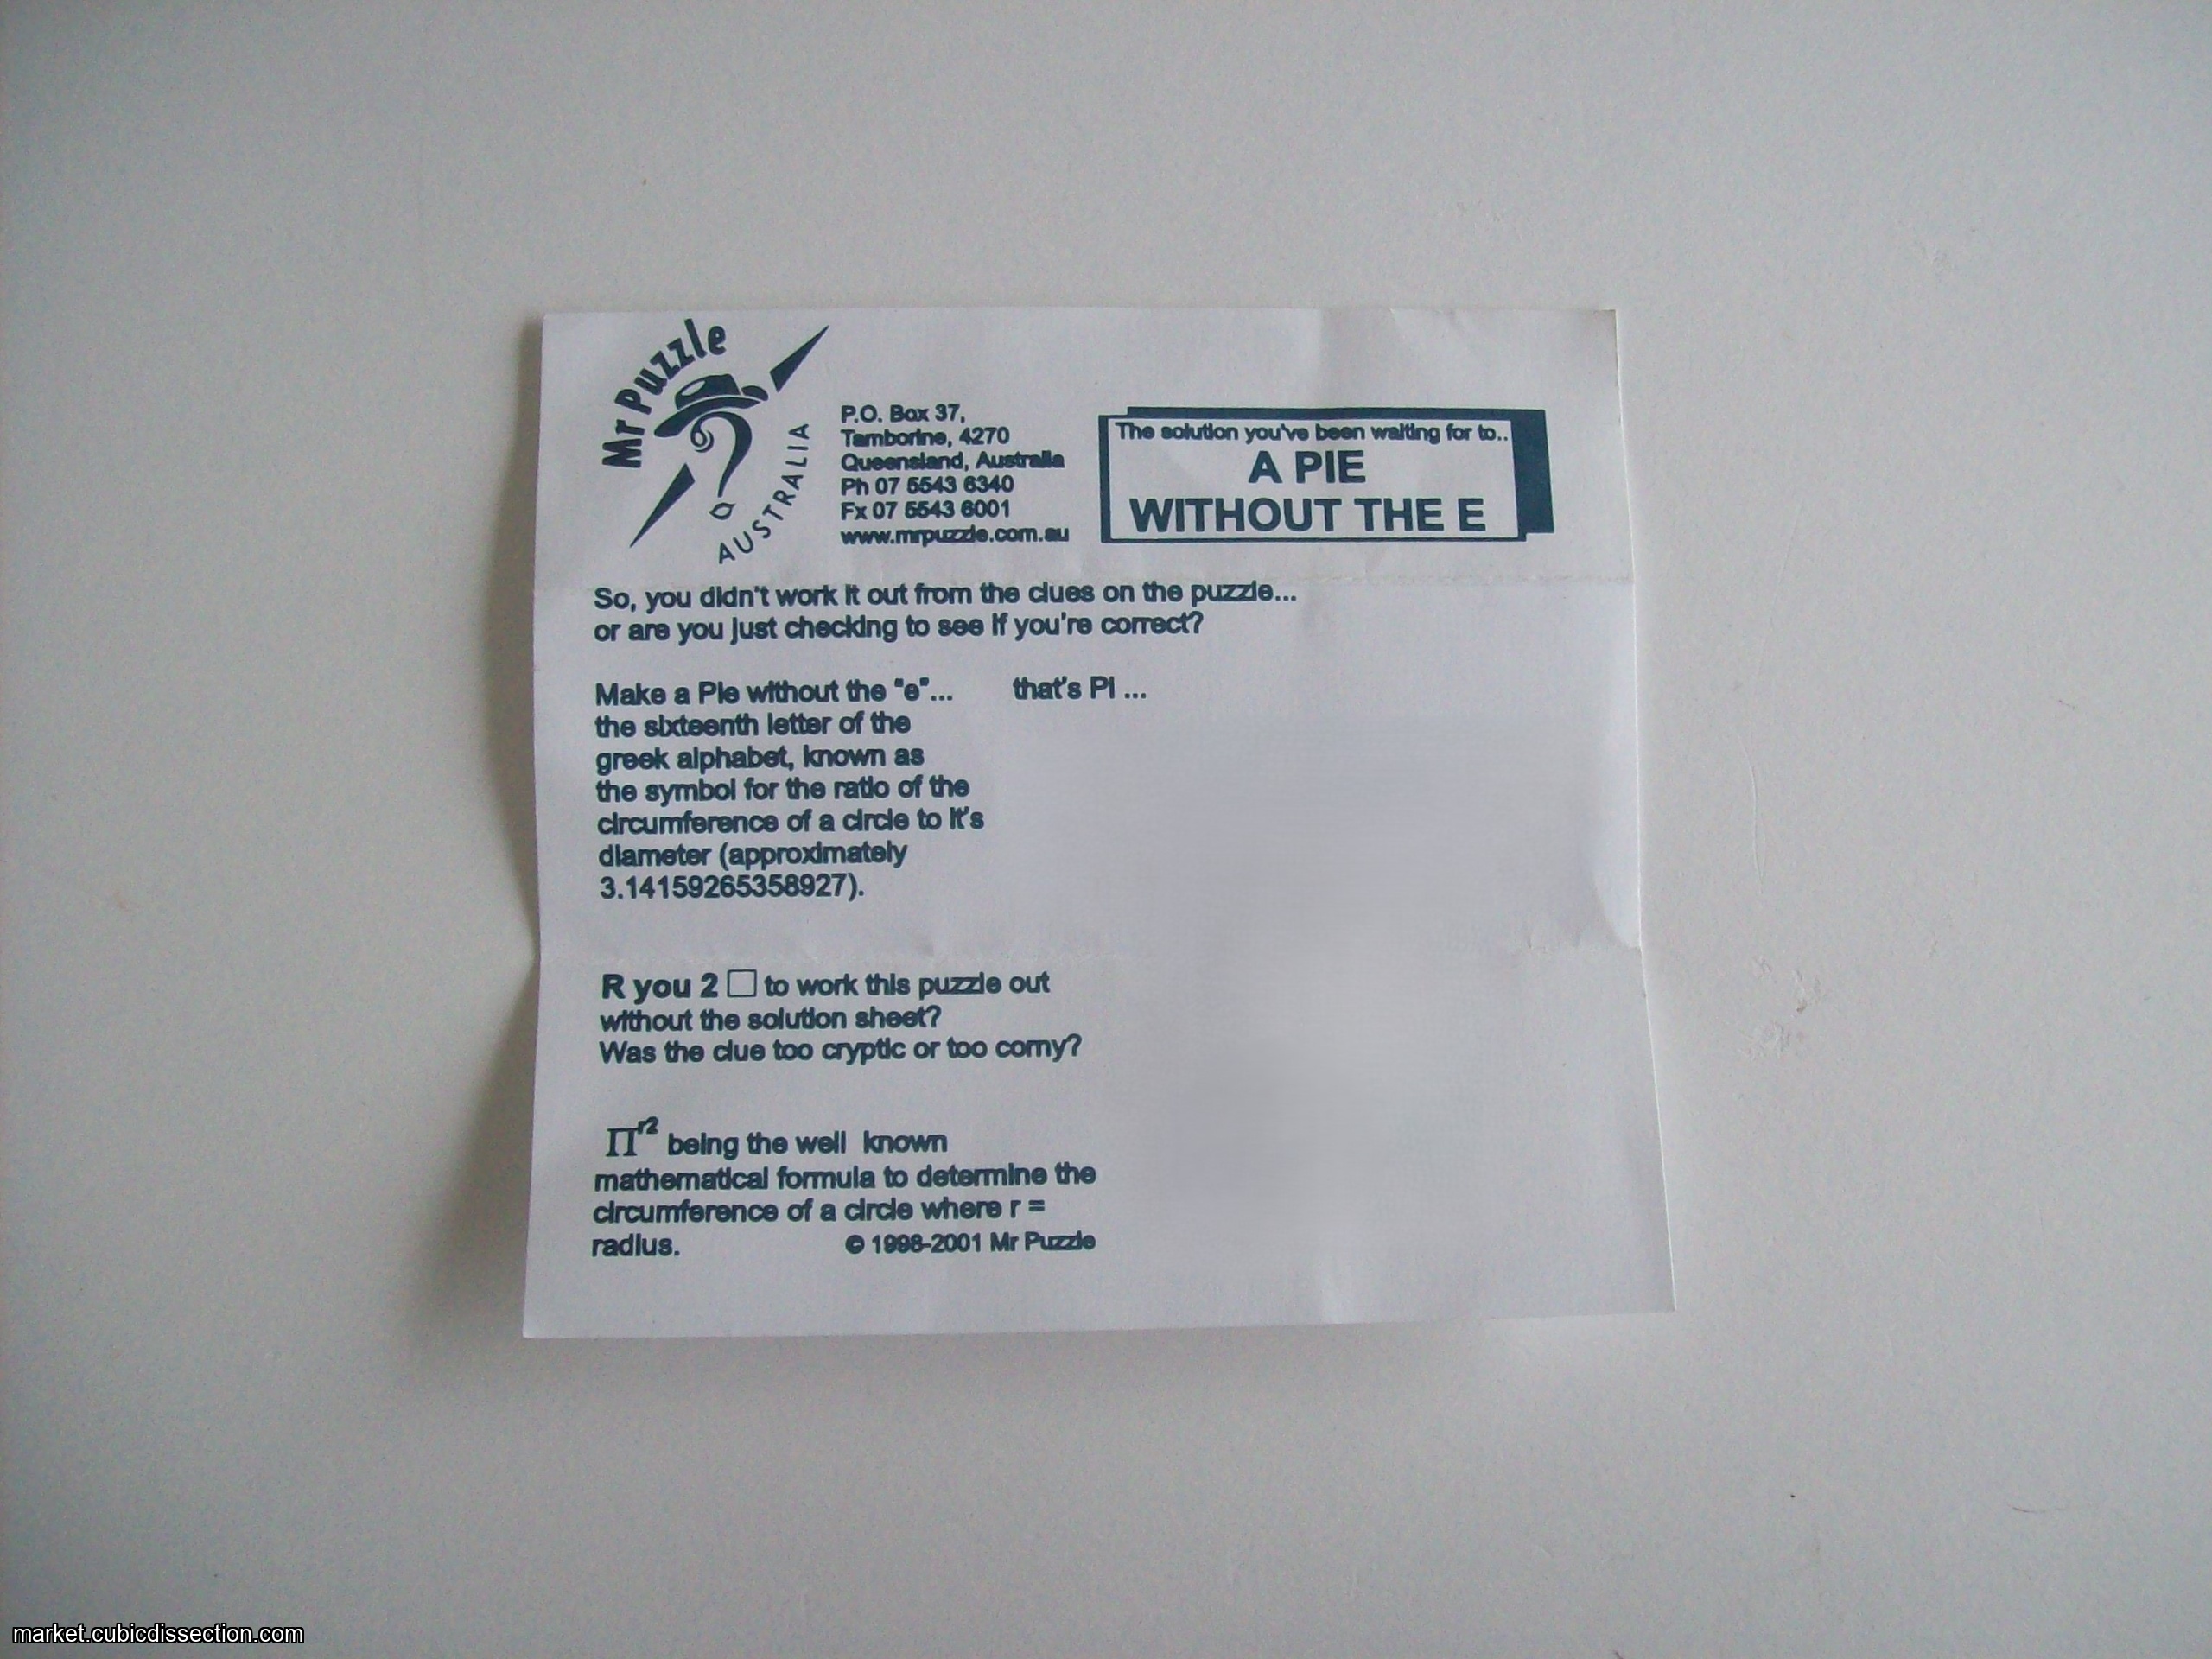 Mr Puzzle
AUSTRALIA
P.O. Box 37,
Tamborine, 4270
Queensland, Australia
Ph 07 5543 6340
Fx 07 5543 6001
www.mrpuzzle.com.au
The solution you've been waiting for to..
A PIE
WITHOUT THE E
So, you didn't work it out from the clues on the puzzle...
or are you just checking to see if you're correct?
Make a Pie without the "e"... that's Pi ...
the sixteenth letter of the
greek alphabet, known as
the symbol for the ratio of the
circumference of a circle to it's
diameter (approximately
3.14159265358927).
R you 2 □ to work this puzzle out
without the solution sheet?
Was the clue too cryptic or too corny?
Π^r2 being the well known
mathematical formula to determine the
circumference of a circle where r =
radius. © 1998-2001 Mr Puzzle
market.cubicdissection.com